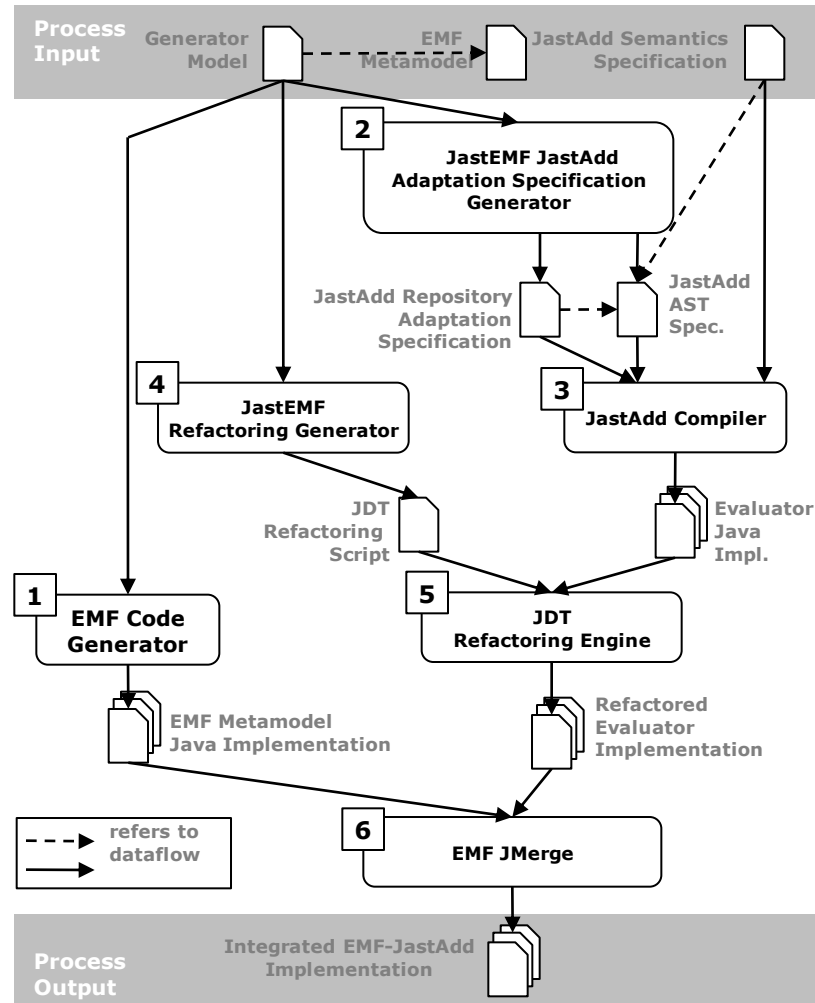 Process
Input
Generator
Model
EMF
Metamodel
JastAdd Semantics
Specification
2
JastEMF JastAdd
Adaptation Specification
Generator
JastAdd Repository
Adaptation
Specification
JastAdd
AST
Spec.
4
JastEMF
Refactoring Generator
3
JastAdd Compiler
JDT
Refactoring
Script
Evaluator
Java
Impl.
1
EMF Code
Generator
5
JDT
Refactoring Engine
EMF Metamodel
Java Implementation
Refactored
Evaluator
Implementation
refers to
dataflow
6
EMF JMerge
Process
Output
Integrated EMF-JastAdd
Implementation